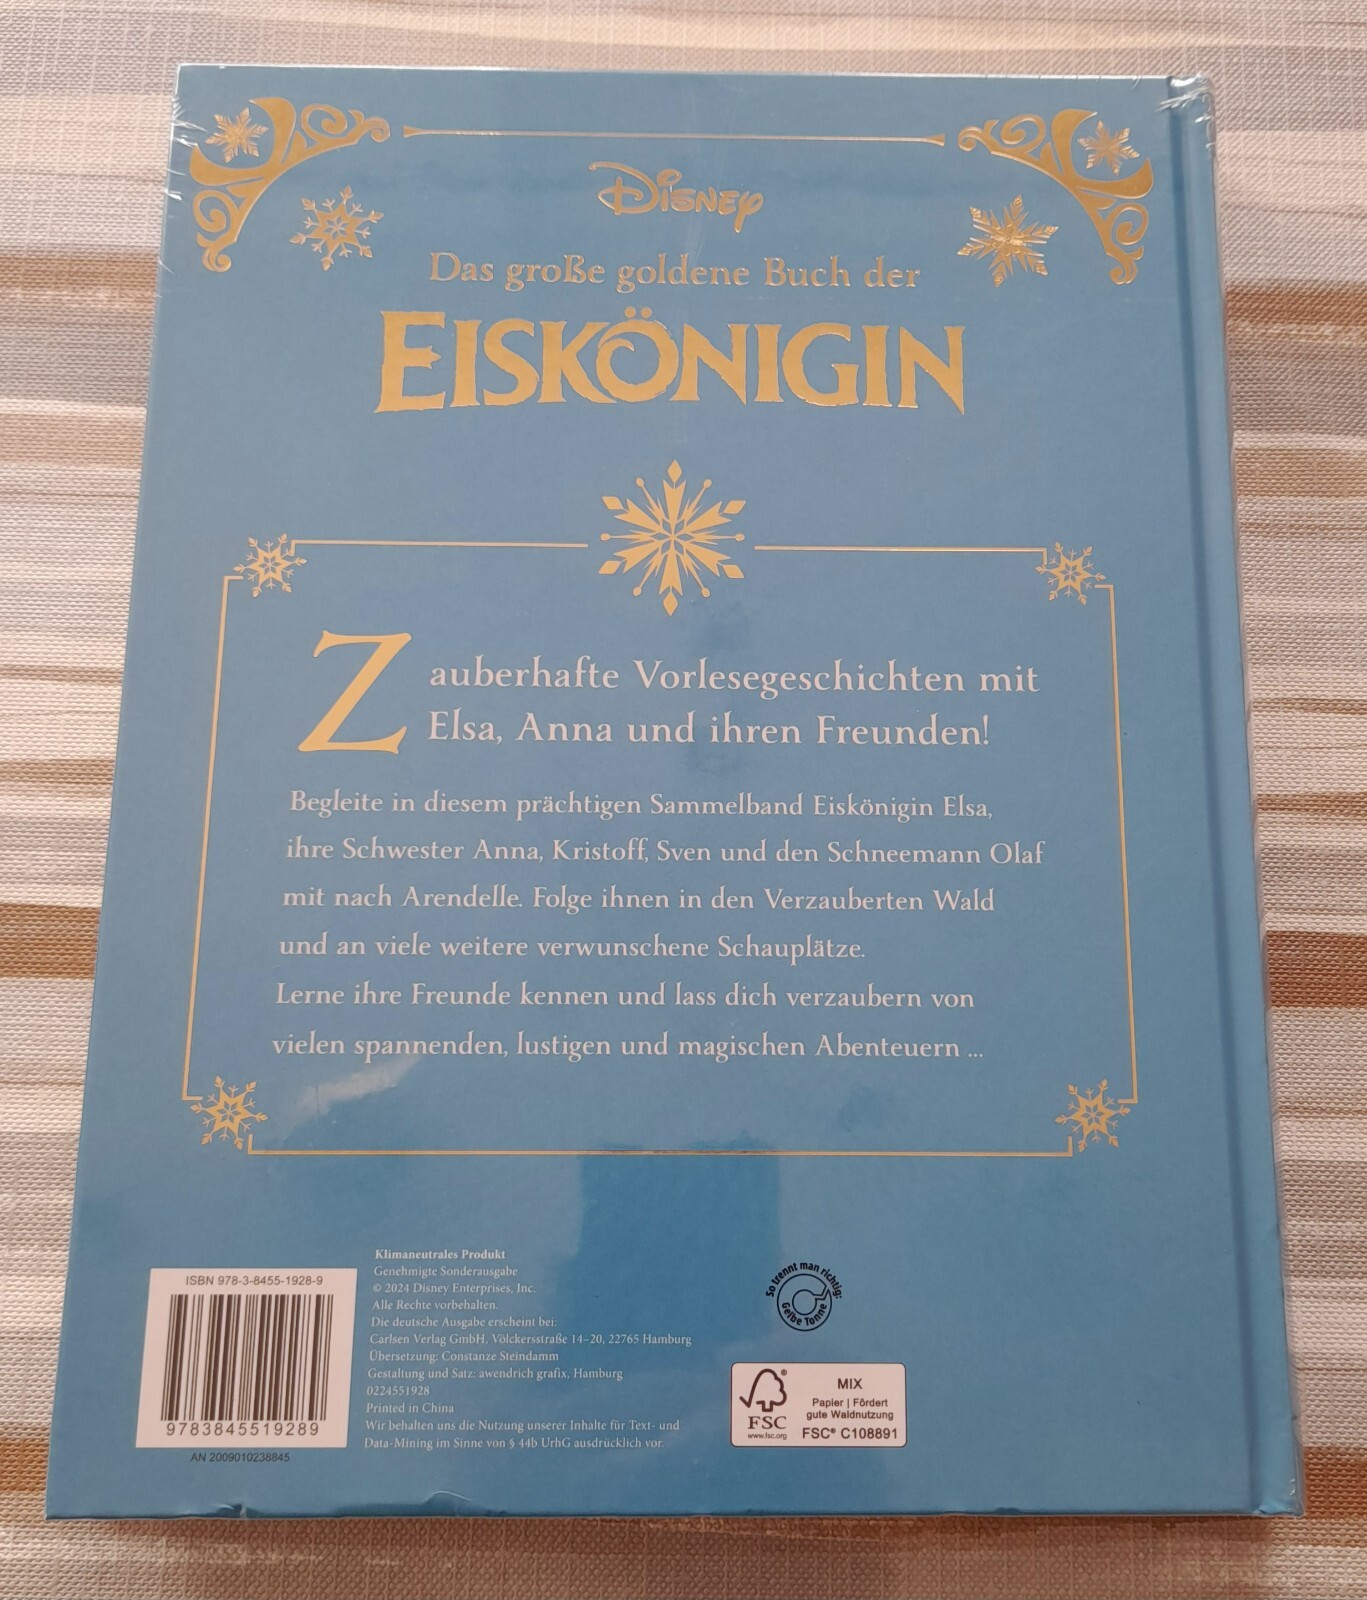 Disney
Das große goldene Buch der
EISKÖNIGIN
Zauberhafte Vorlesegeschichten mit
Elsa, Anna und ihren Freunden!
Begleite in diesem prächtigen Sammelband Eiskönigin Elsa,
ihre Schwester Anna, Kristoff, Sven und den Schneemann Olaf
mit nach Arendelle. Folge ihnen in den Verzauberten Wald
und an viele weitere verwunschene Schauplätze.
Lerne ihre Freunde kennen und lass dich verzaubern von
vielen spannenden, lustigen und magischen Abenteuern ...
ISBN 978-3-8455-1928-9
9783845519289
AN 2009010238845
Klimaneutrales Produkt
Genehmigte Sonderausgabe
© 2024 Disney Enterprises, Inc.
Alle Rechte vorbehalten.
Die deutsche Ausgabe erscheint bei:
Carlsen Verlag GmbH, Völckersstraße 14–20, 22765 Hamburg
Übersetzung: Constanze Steindamm
Gestaltung und Satz: awendrich grafix, Hamburg
0224551928
Printed in China
Wir behalten uns die Nutzung unserer Inhalte für Text- und
Data-Mining im Sinne von § 44b UrhG ausdrücklich vor.
So trennt man richtig:
Gelbe Tonne
FSC
www.fsc.org
MIX
Papier | Fördert
gute Waldnutzung
FSC® C108891